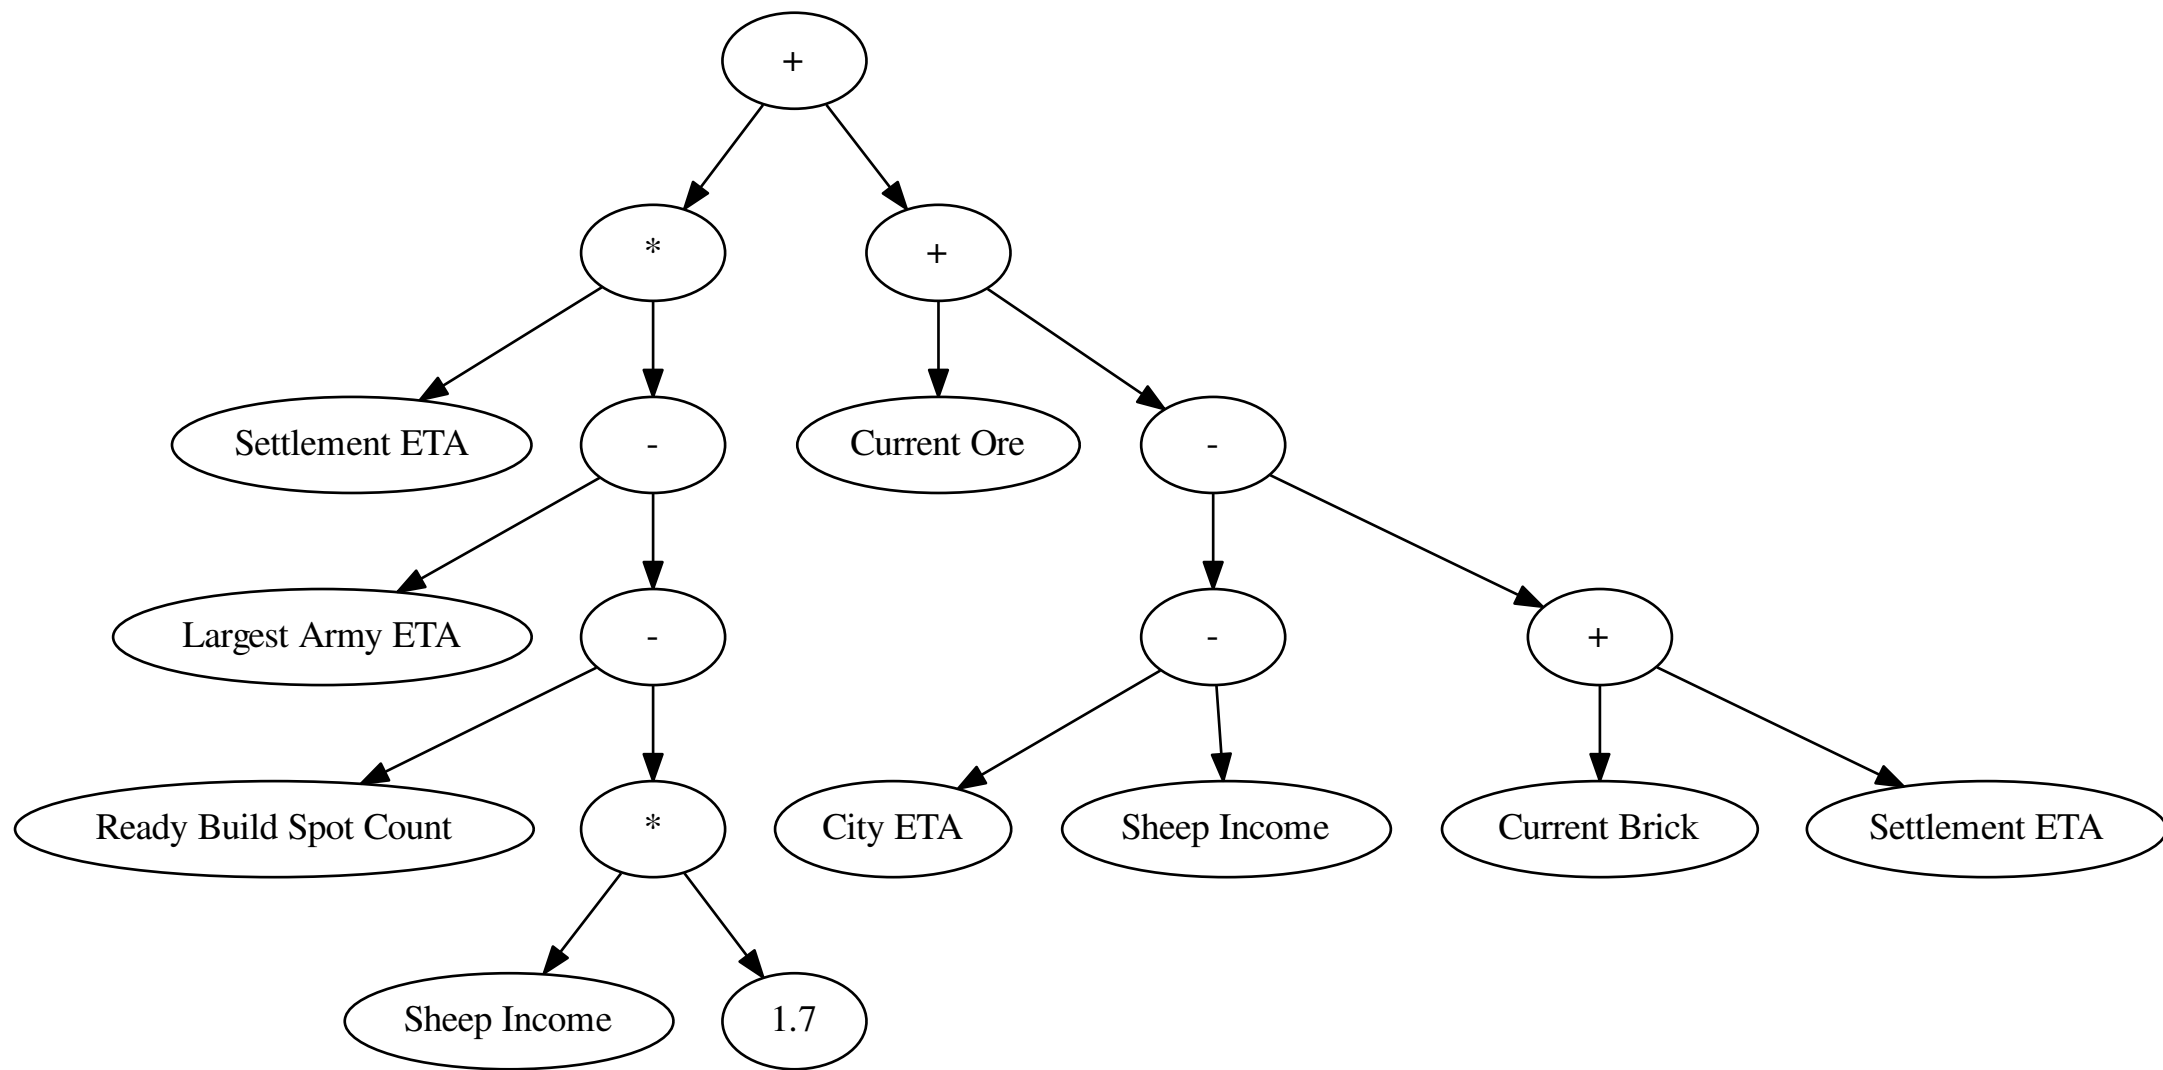 +
*
+
Settlement ETA
-
Current Ore
-
Largest Army ETA
-
-
+
Ready Build Spot Count
*
City ETA
Sheep Income
Current Brick
Settlement ETA
Sheep Income
1.7